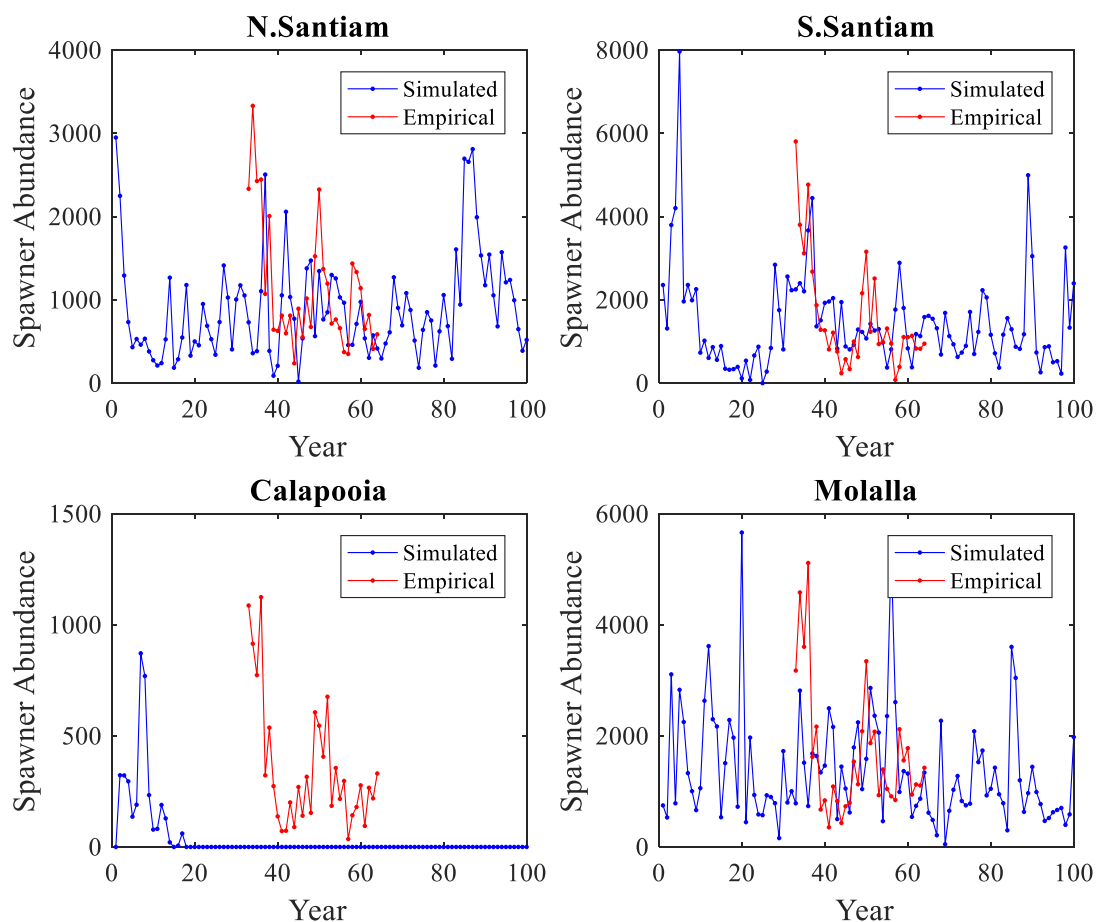 N.Santiam
Spawner Abundance
4000
3000
2000
1000
0
Simulated
Empirical
0 20 40 60 80 100
Year
S.Santiam
Spawner Abundance
8000
6000
4000
2000
0
Simulated
Empirical
0 20 40 60 80 100
Year
Calapooia
Spawner Abundance
1500
1000
500
0
Simulated
Empirical
0 20 40 60 80 100
Year
Molalla
Spawner Abundance
6000
4000
2000
0
Simulated
Empirical
0 20 40 60 80 100
Year